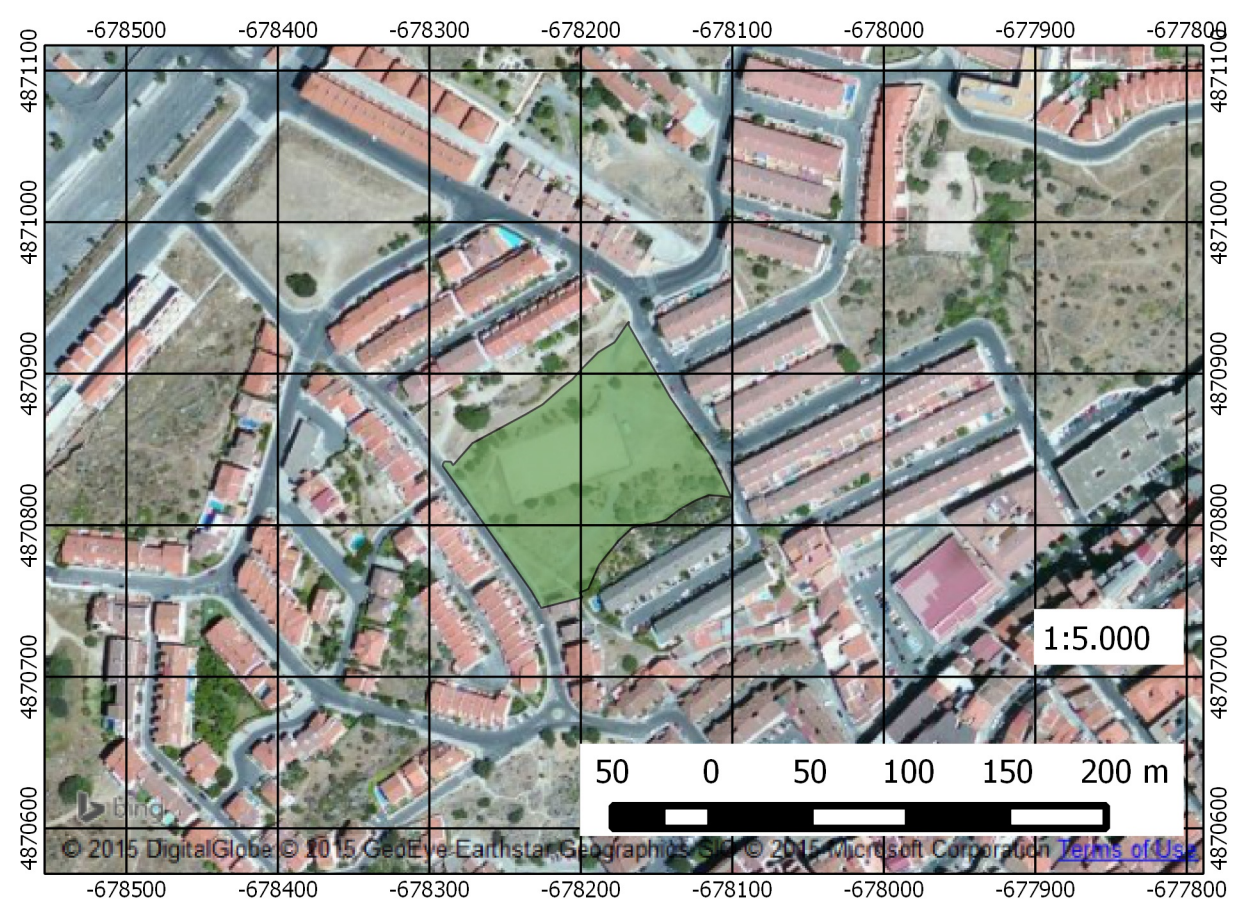 -678500 -678400 -678300 -678200 -678100 -678000 -677900 -677800
4871100 4871100
4871000 4871000
4870900 4870900
4870800 4870800
1:5.000
4870700 4870700
50 0 50 100 150 200 m
bing
4870600 4870600
© 2015 DigitalGlobe © 2015 GeoEye Earthstar Geographics SIO © 2015 Microsoft Corporation Terms of Use
-678500 -678400 -678300 -678200 -678100 -678000 -677900 -677800